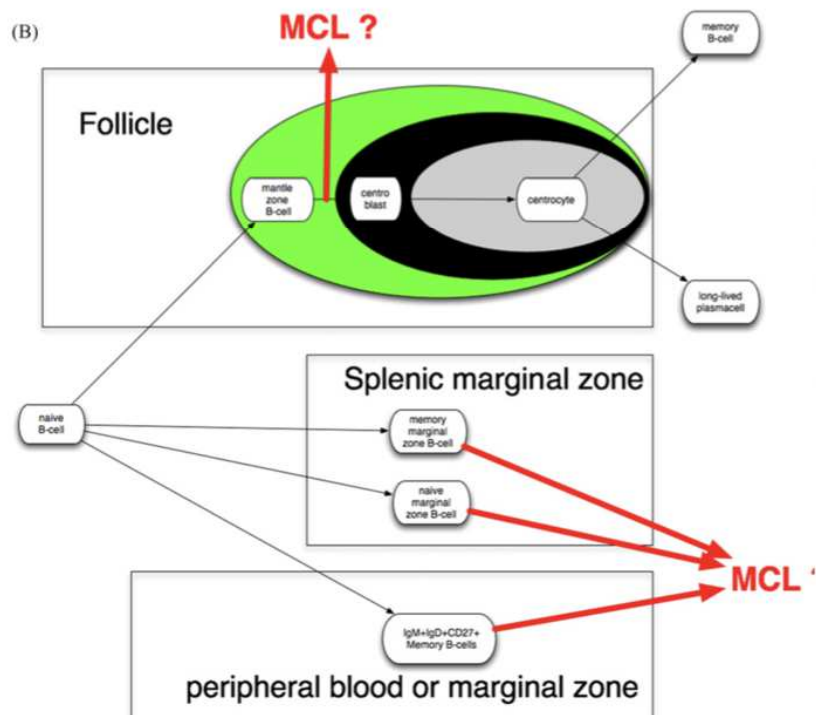 (B)
MCL ?
memory
B-cell
Follicle
mantle
zone
B-cell
centro
blast
centrocyte
long-lived
plasmacell
Splenic marginal zone
naive
B-cell
memory
marginal
zone B-cell
naive
marginal
zone B-cell
MCL ?
IgM+IgD+CD27+
Memory B-cells
peripheral blood or marginal zone